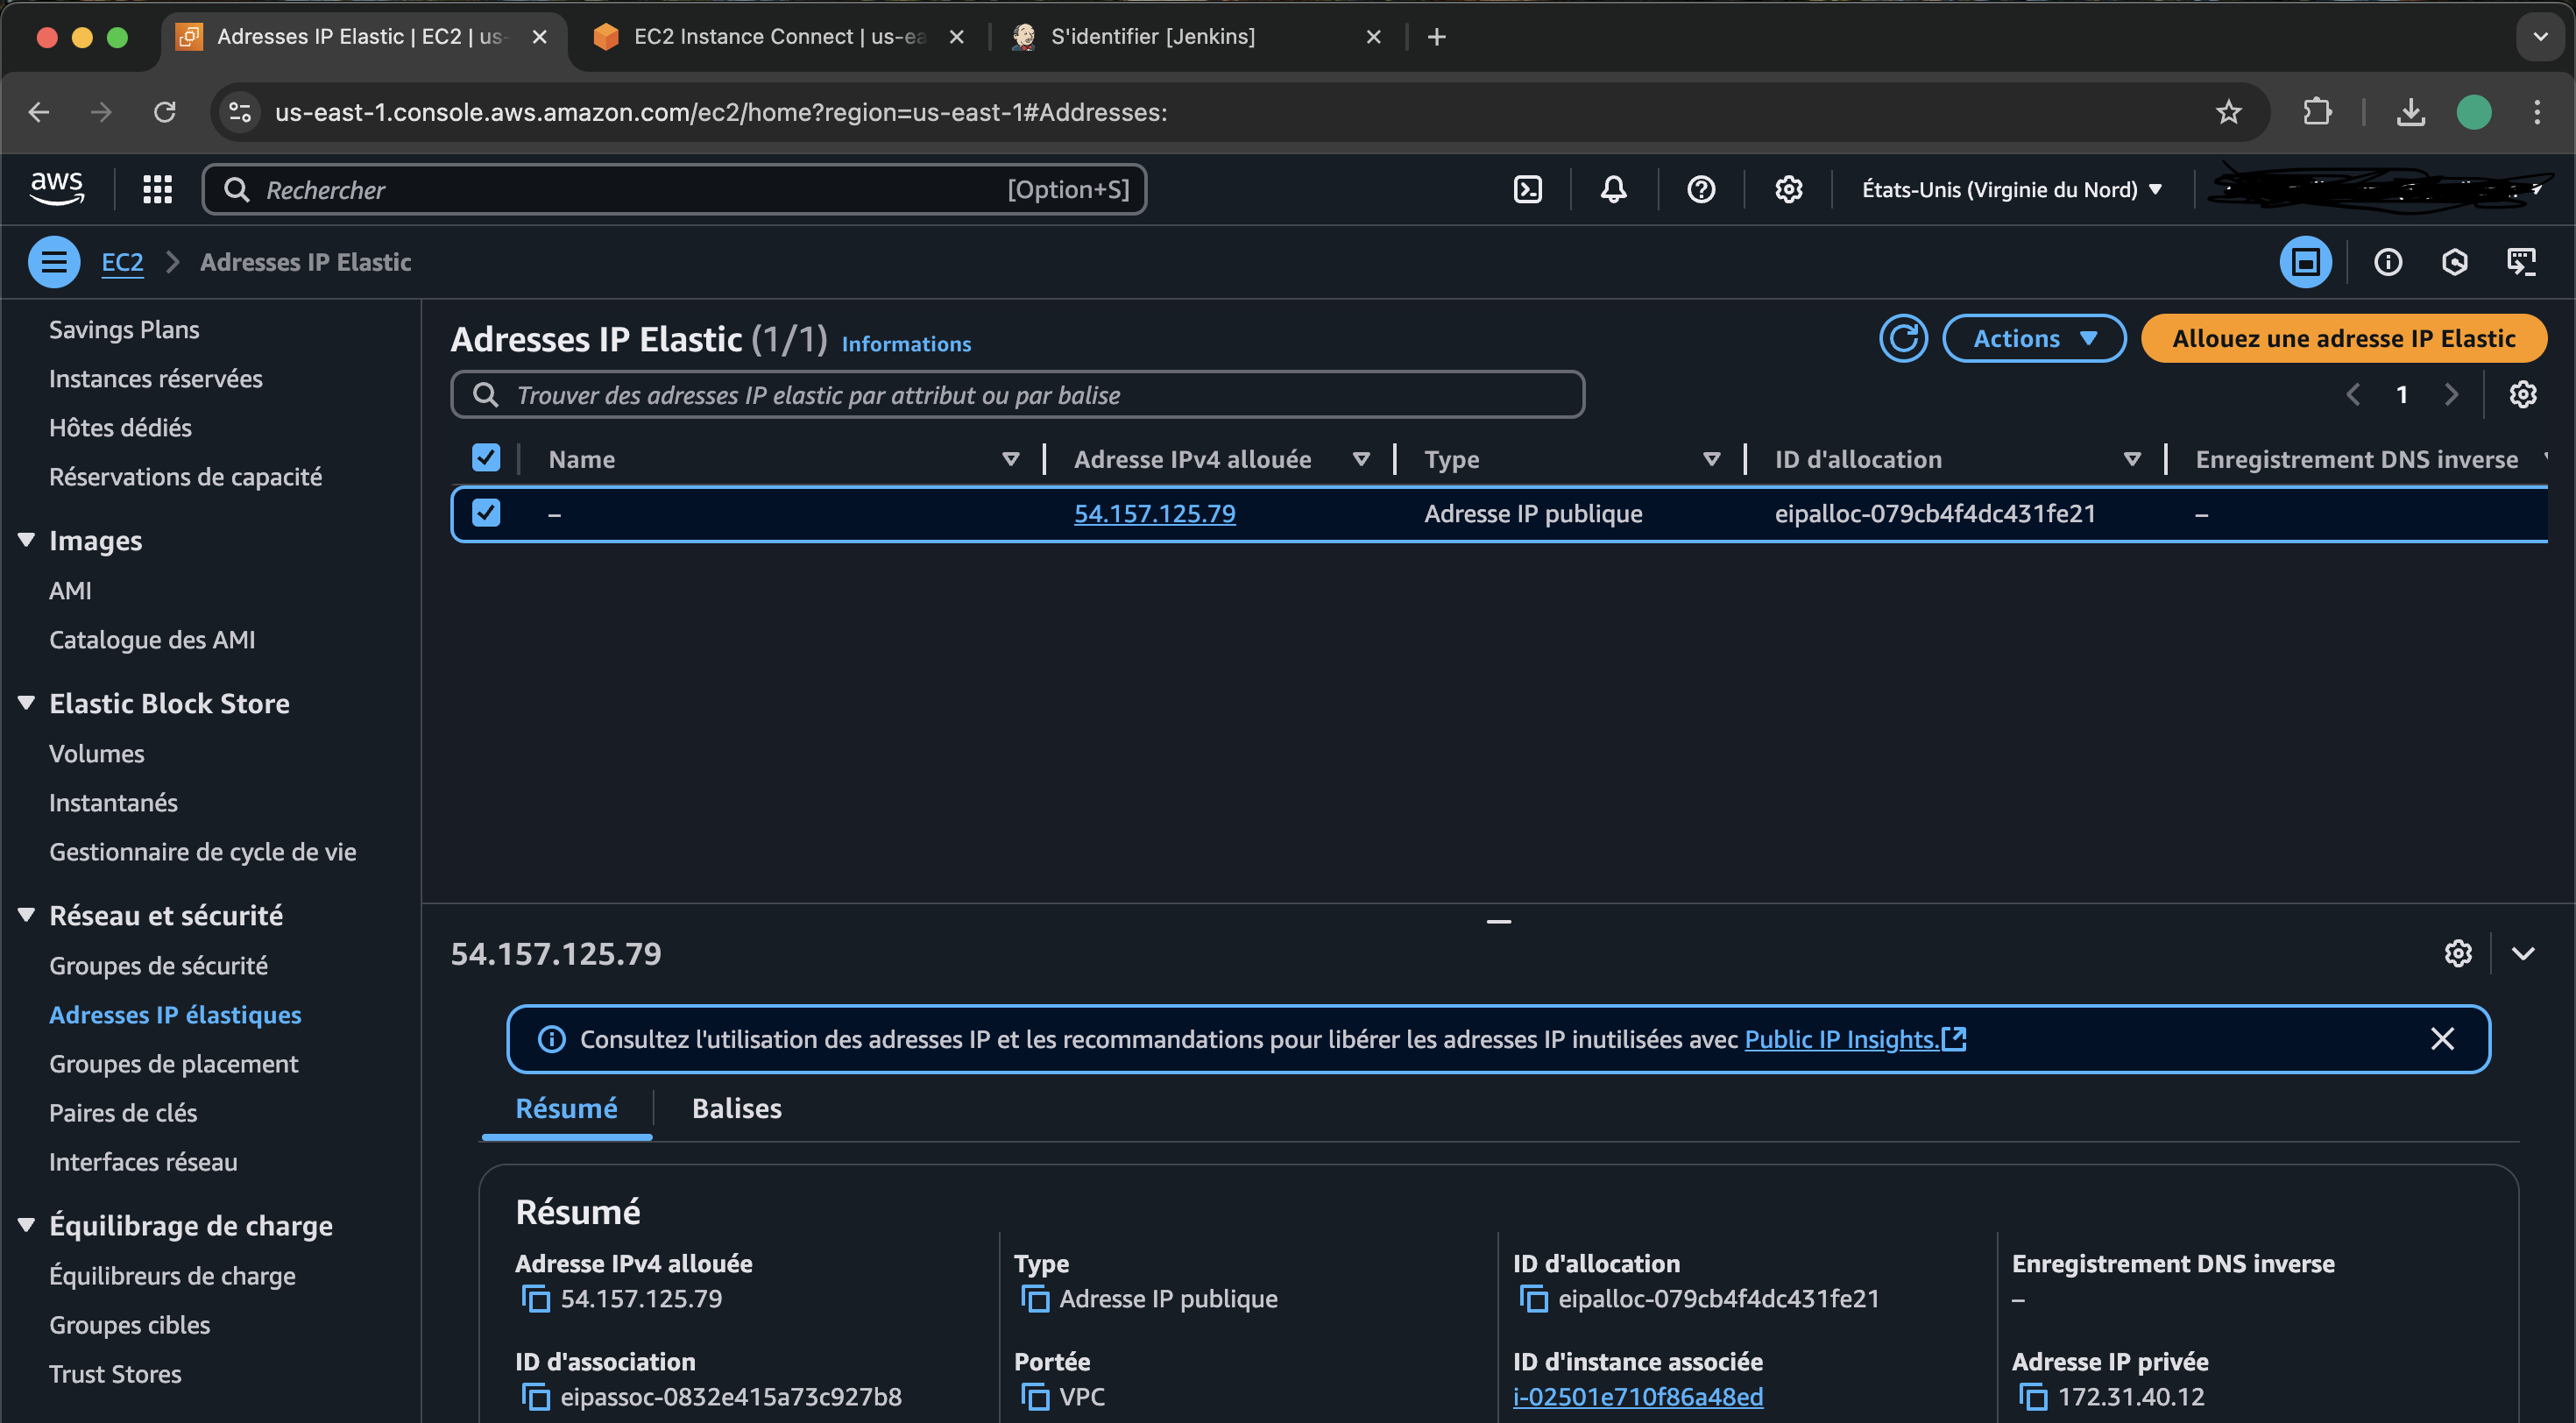 Adresses IP Elastic | EC2 | us-
EC2 Instance Connect | us-ea
S'identifier [Jenkins]
us-east-1.console.aws.amazon.com/ec2/home?region=us-east-1#Addresses:
aws
Rechercher
[Option+S]
États-Unis (Virginie du Nord)
EC2
Adresses IP Elastic
Savings Plans
Instances réservées
Hôtes dédiés
Réservations de capacité
Images
AMI
Catalogue des AMI
Elastic Block Store
Volumes
Instantanés
Gestionnaire de cycle de vie
Réseau et sécurité
Groupes de sécurité
Adresses IP élastiques
Groupes de placement
Paires de clés
Interfaces réseau
Équilibrage de charge
Équilibreurs de charge
Groupes cibles
Trust Stores
Adresses IP Elastic (1/1) Informations
Actions
Allouez une adresse IP Elastic
Trouver des adresses IP elastic par attribut ou par balise
1
Name
Adresse IPv4 allouée
Type
ID d'allocation
Enregistrement DNS inverse
–
54.157.125.79
Adresse IP publique
eipalloc-079cb4f4dc431fe21
–
54.157.125.79
Consultez l'utilisation des adresses IP et les recommandations pour libérer les adresses IP inutilisées avec Public IP Insights.
Résumé
Balises
Résumé
Adresse IPv4 allouée
54.157.125.79
Type
Adresse IP publique
ID d'allocation
eipalloc-079cb4f4dc431fe21
Enregistrement DNS inverse
–
ID d'association
eipassoc-0832e415a73c927b8
Portée
VPC
ID d'instance associée
i-02501e710f86a48ed
Adresse IP privée
172.31.40.12